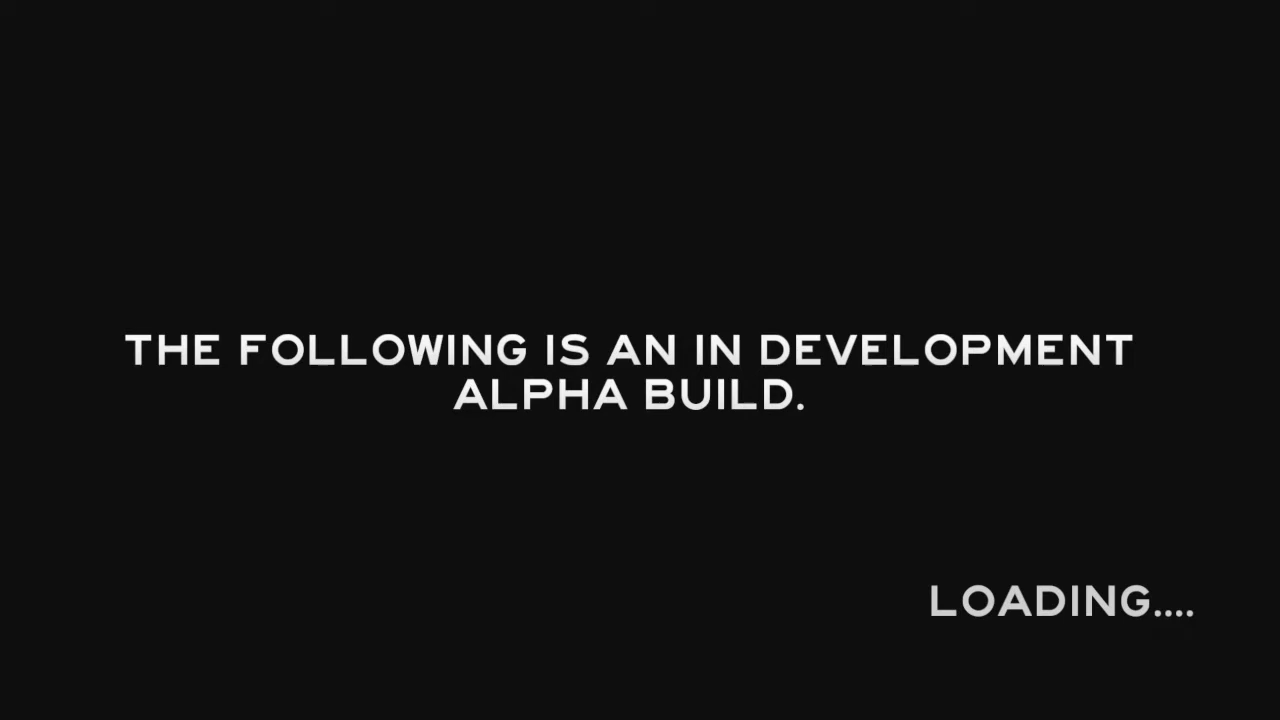 THE FOLLOWING IS AN IN DEVELOPMENT
ALPHA BUILD.
LOADING....